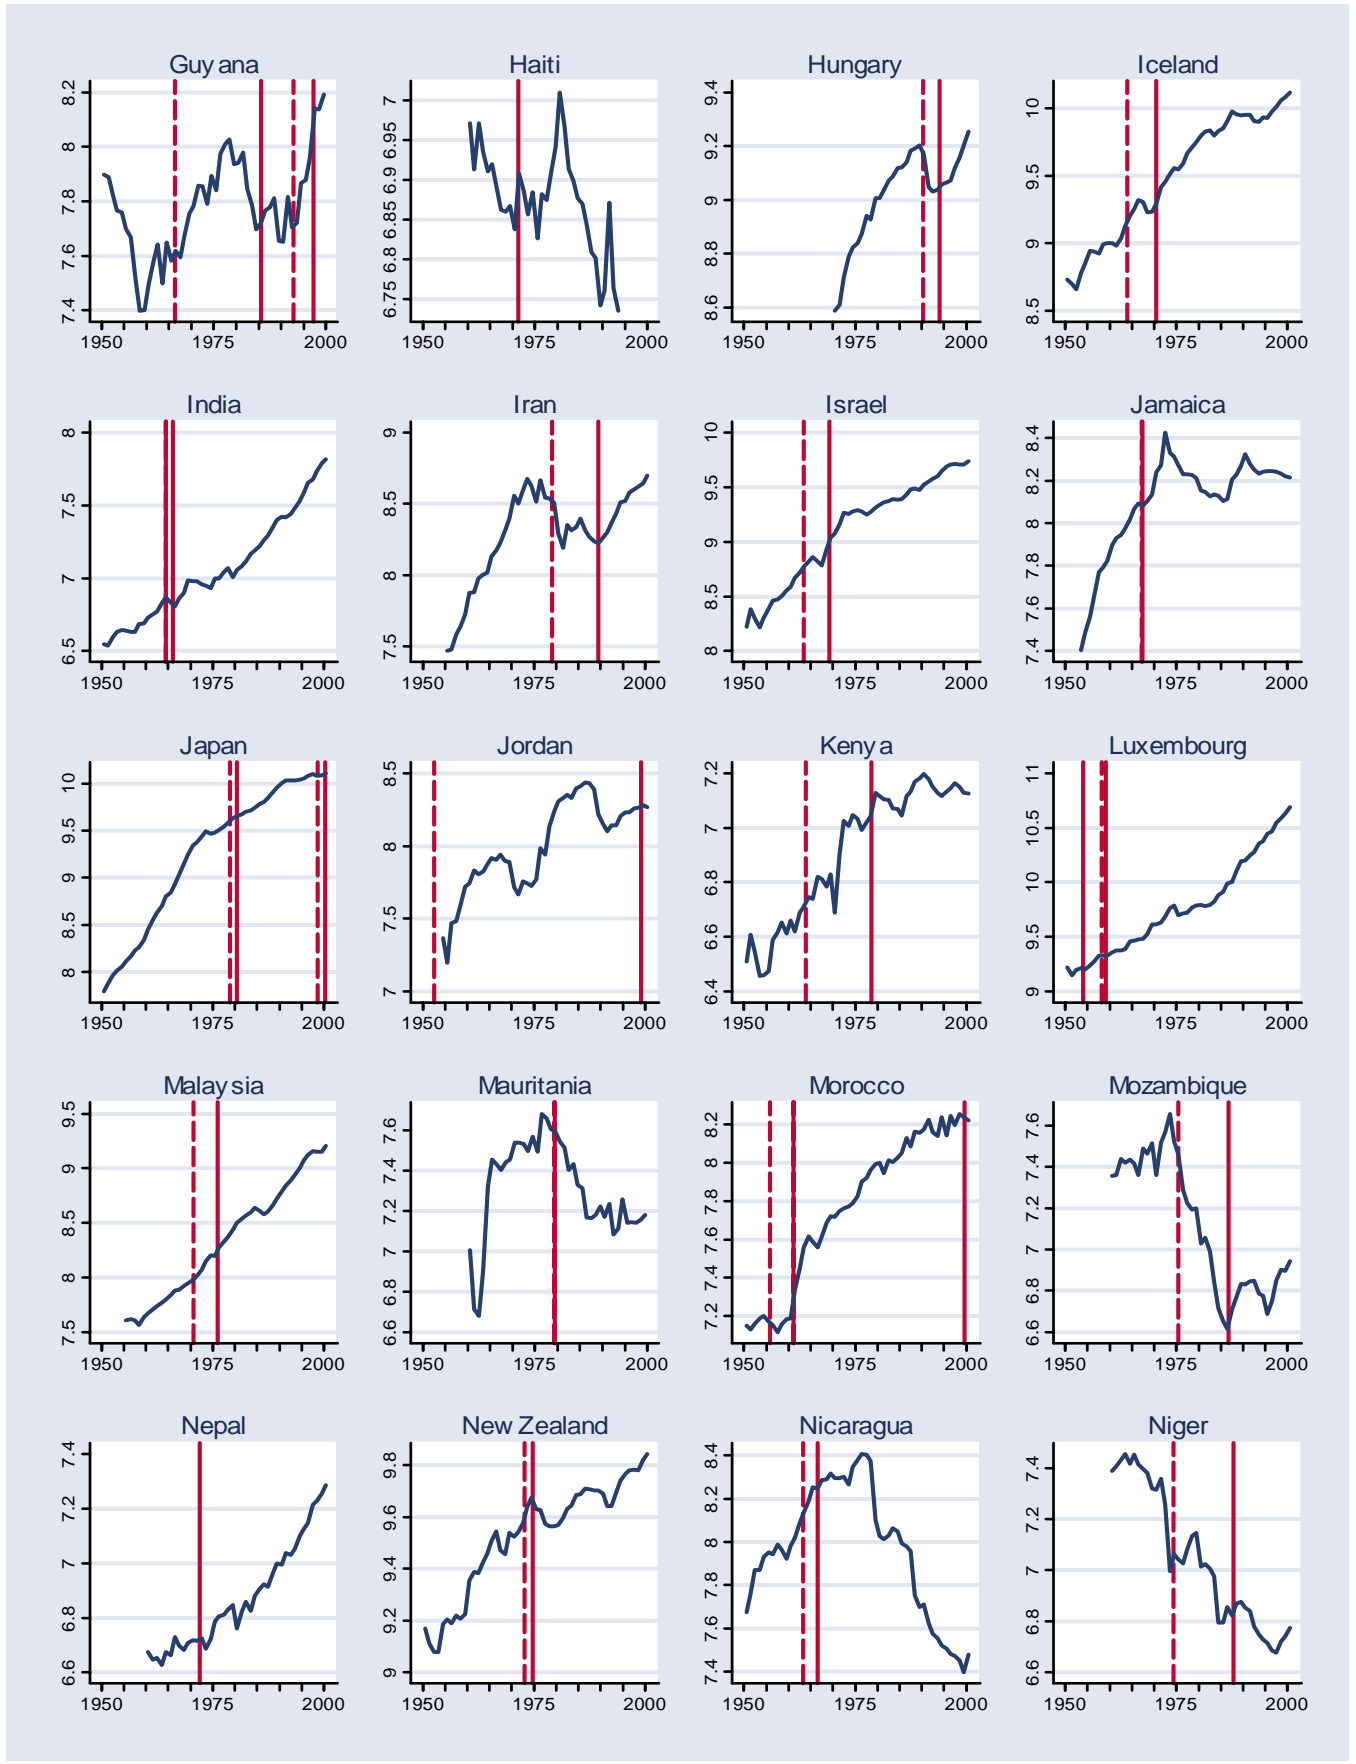 Guyana Haiti Hungary Iceland
7.4 7.6 7.8 8 8.2
6.75 6.8 6.85 6.9 6.95 7
8.6 8.8 9 9.2 9.4
8.5 9 9.5 10
1950 1975 2000 1950 1975 2000 1950 1975 2000 1950 1975 2000
India Iran Israel Jamaica
6.5 7 7.5 8
7.5 8 8.5 9
8 8.5 9 9.5 10
7.4 7.6 7.8 8 8.2 8.4
1950 1975 2000 1950 1975 2000 1950 1975 2000 1950 1975 2000
Japan Jordan Kenya Luxembourg
8 8.5 9 9.5 10
7 7.5 8 8.5
6.4 6.6 6.8 7 7.2
9 9.5 10 10.5 11
1950 1975 2000 1950 1975 2000 1950 1975 2000 1950 1975 2000
Malaysia Mauritania Morocco Mozambique
7.5 8 8.5 9 9.5
6.6 6.8 7 7.2 7.4 7.6
7.2 7.4 7.6 7.8 8 8.2
6.6 6.8 7 7.2 7.4 7.6
1950 1975 2000 1950 1975 2000 1950 1975 2000 1950 1975 2000
Nepal New Zealand Nicaragua Niger
6.6 6.8 7 7.2 7.4
9 9.2 9.4 9.6 9.8
7.4 7.6 7.8 8 8.2 8.4
6.6 6.8 7 7.2 7.4
1950 1975 2000 1950 1975 2000 1950 1975 2000 1950 1975 2000